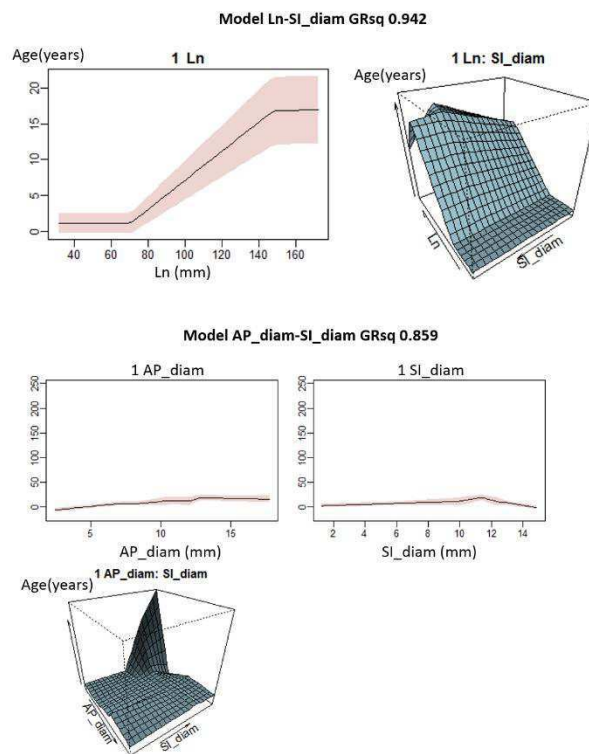 Model Ln-SI_diam GRsq 0.942
Age(years)
1 Ln
20
15
10
5
0
40 60 80 100 120 140 160
Ln (mm)
1 Ln: SI_diam
Age(years)
Ln
SI_diam
Model AP_diam-SI_diam GRsq 0.859
1 AP_diam
250
200
150
100
50
0
5 10 15
AP_diam (mm)
1 SI_diam
250
200
150
100
50
0
2 4 6 8 10 12 14
SI_diam (mm)
Age(years)
1 AP_diam: SI_diam
AP_diam
SI_diam